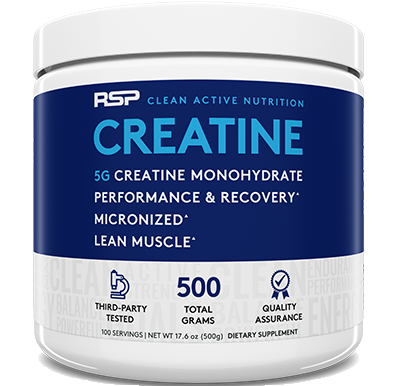 RSP CLEAN ACTIVE NUTRITION
CREATINE
5G CREATINE MONOHYDRATE
PERFORMANCE & RECOVERY^
MICRONIZED^
LEAN MUSCLE^
THIRD-PARTY
TESTED
500
TOTAL
GRAMS
QUALITY
ASSURANCE
100 SERVINGS | NET WT 17.6 oz (500g) DIETARY SUPPLEMENT